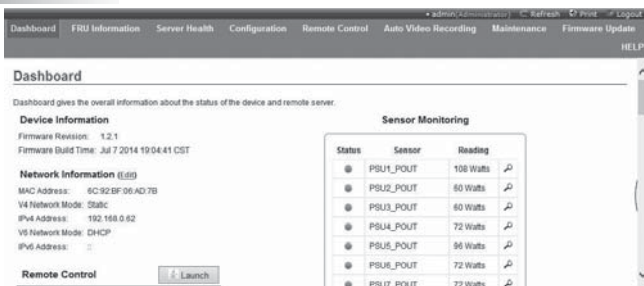 admin(Administrator) Refresh Print Logout
Dashboard FRU Information Server Health Configuration Remote Control Auto Video Recording Maintenance Firmware Update
HELP
Dashboard
Dashboard gives the overall information about the status of the device and remote server.
Device Information
Firmware Revision: 1.2.1
Firmware Build Time: Jul 7 2014 19:04:41 CST
Network Information (Edit)
MAC Address: 6C:92:BF:06:AD:7B
V4 Network Mode: Static
IPv4 Address: 192.168.0.62
V6 Network Mode: DHCP
IPv6 Address: ::
Remote Control
Launch
Sensor Monitoring
Status Sensor Reading
PSU1_POUT 108 Watts
PSU2_POUT 60 Watts
PSU3_POUT 60 Watts
PSU4_POUT 72 Watts
PSU5_POUT 96 Watts
PSU6_POUT 72 Watts
PSU7_POUT 72 Watts